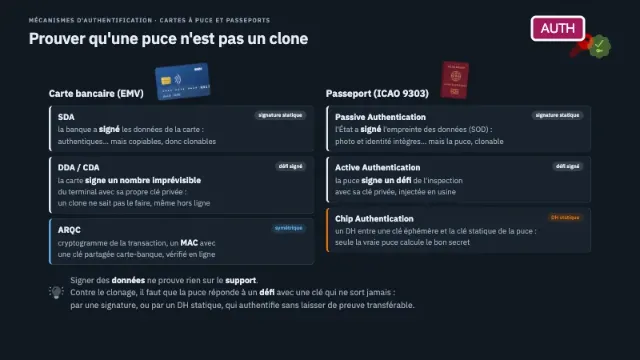 MÉCANISMES D'AUTHENTIFICATION · CARTES À PUCE ET PASSEPORTS
Prouver qu'une puce n'est pas un clone
AUTH
Carte bancaire (EMV)
SDA
signature statique
la banque a signé les données de la carte :
authentiques... mais copiables, donc clonables
DDA / CDA
défi signé
la carte signe un nombre imprévisible
du terminal avec sa propre clé privée :
un clone ne sait pas le faire, même hors ligne
ARQC
symétrique
cryptogramme de la transaction, un MAC avec
une clé partagée carte-banque, vérifié en ligne
Passeport (ICAO 9303)
Passive Authentication
signature statique
l'État a signé l'empreinte des données (SOD) :
photo et identité intègres... mais la puce, clonable
Active Authentication
défi signé
la puce signe un défi de l'inspection
avec sa clé privée, injectée en usine
Chip Authentication
DH statique
un DH entre une clé éphémère et la clé statique de la puce :
seule la vraie puce calcule le bon secret
Signer des données ne prouve rien sur le support.
Contre le clonage, il faut que la puce réponde à un défi avec une clé qui ne sort jamais :
par une signature, ou par un DH statique, qui authentifie sans laisser de preuve transférable.